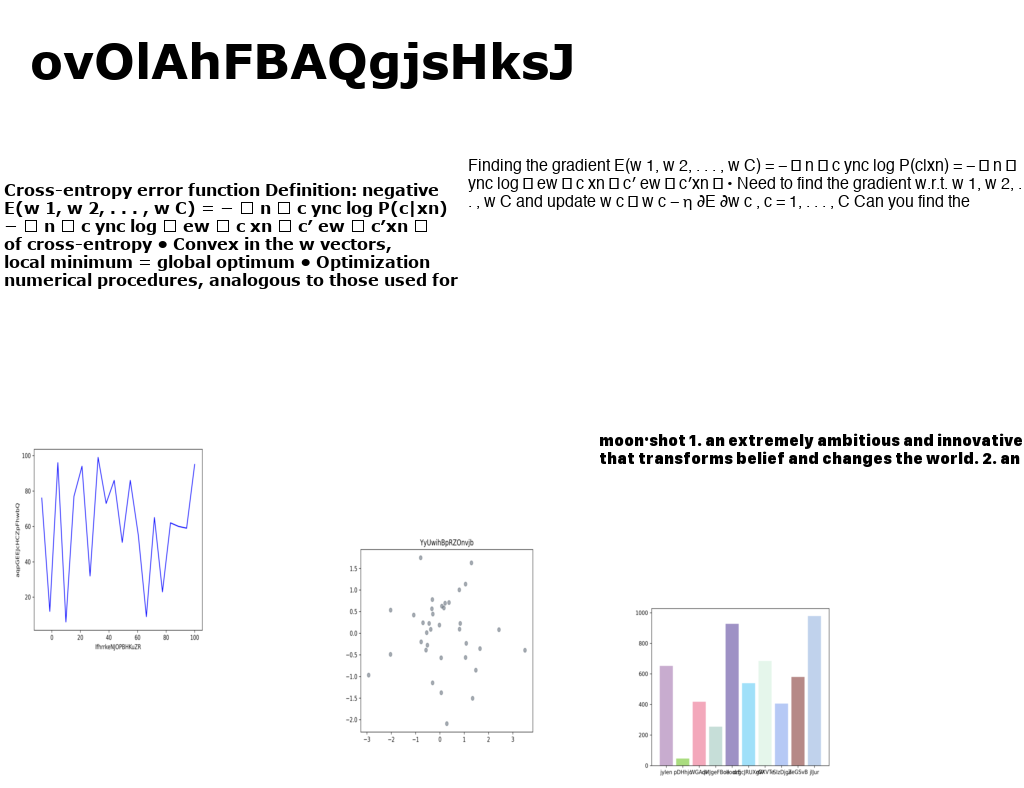 ovOlAhFBAQgjsHksJ
Finding the gradient E(w 1, w 2, . . . , w C) = – □ n □ c ync log P(c|xn) = – □ n □
ync log □ ew □ c xn □ c′ ew □ c′xn □ • Need to find the gradient w.r.t. w 1, w 2, .
. , w C and update w c □ w c – η ∂E ∂w c , c = 1, . . . , C Can you find the
Cross-entropy error function Definition: negative
E(w 1, w 2, . . . , w C) = − □ n □ c ync log P(c|xn)
− □ n □ c ync log □ ew □ c xn □ c′ ew □ c′xn □
of cross-entropy • Convex in the w vectors,
local minimum = global optimum • Optimization
numerical procedures, analogous to those used for
moon·shot 1. an extremely ambitious and innovative
that transforms belief and changes the world. 2. an
100
80
60
40
20
0 20 40 60 80 100
YyUwihBpRZOnvjb
1.5
1.0
0.5
0.0
−0.5
−1.0
−1.5
−2.0
−3 −2 −1 0 1 2 3
1000
800
600
400
200
0
jylen jljur